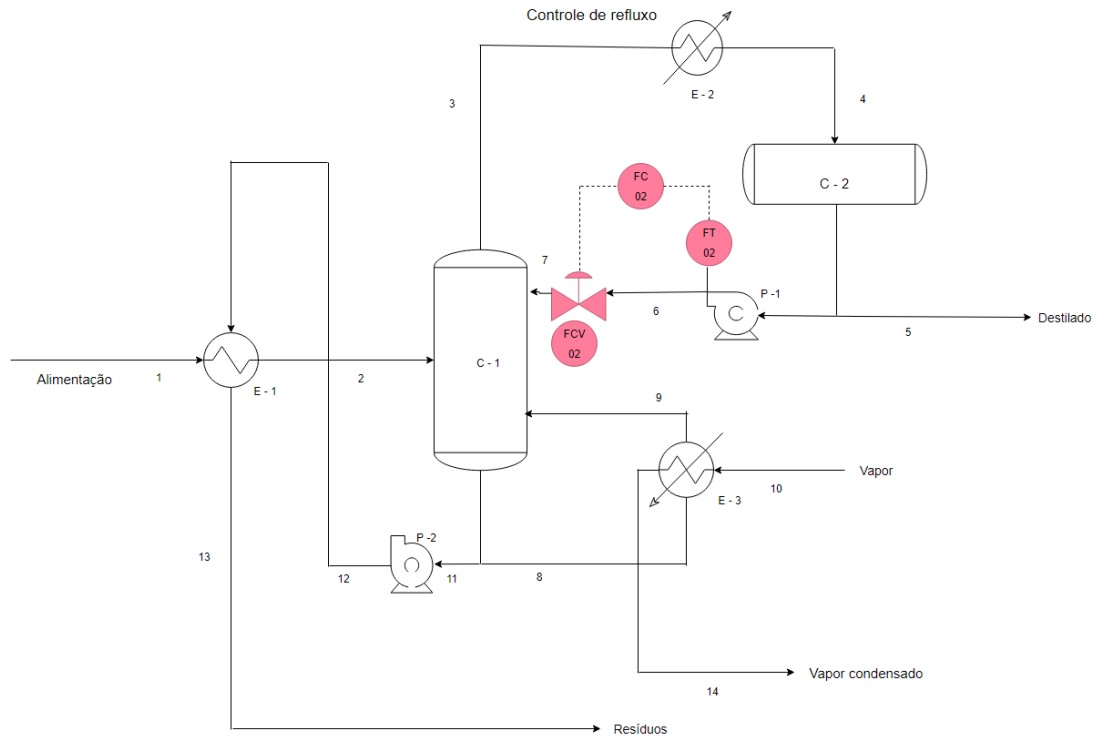 Controle de refluxo
E - 2
3
4
C - 2
FC
02
FT
02
7
P -1
6
5
Destilado
FCV
02
C - 1
Alimentação
1
E - 1
2
9
Vapor
10
E - 3
P -2
13
12
11
8
14
Vapor condensado
Resíduos